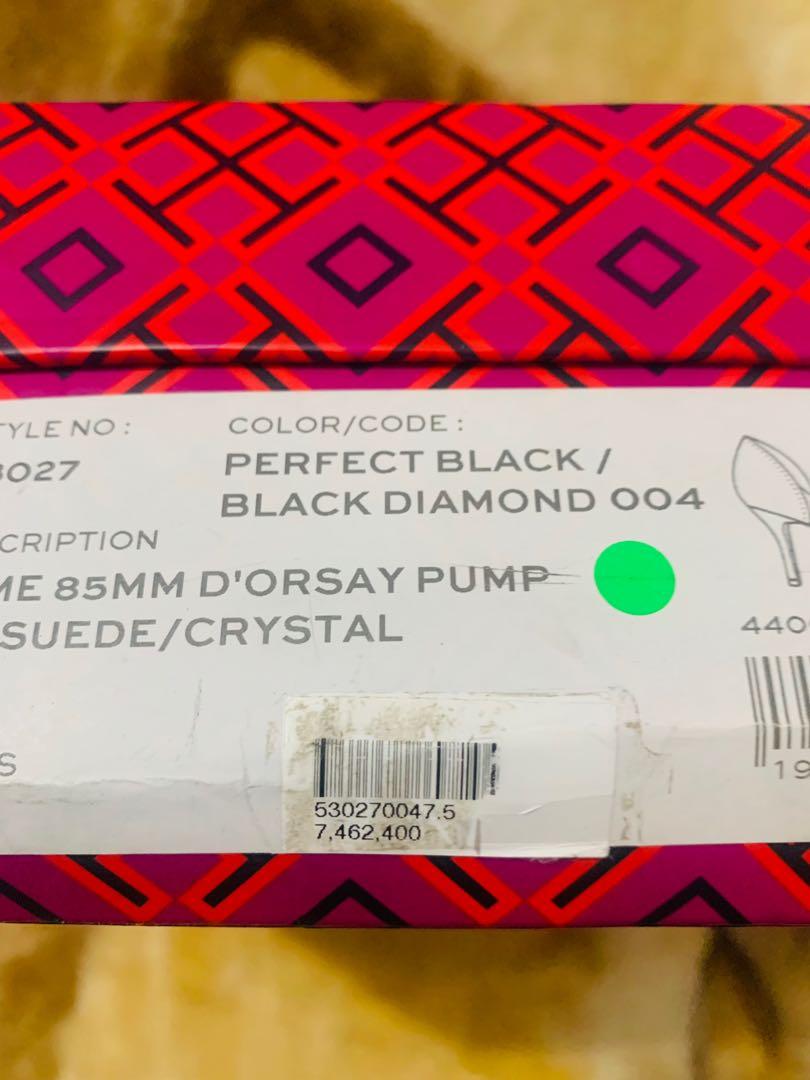 TYLE NO :
3027
COLOR/CODE :
PERFECT BLACK /
BLACK DIAMOND 004
CRIPTION
ME 85MM D'ORSAY PUMP
SUEDE/CRYSTAL
S
440
19
530270047.5
7,462,400